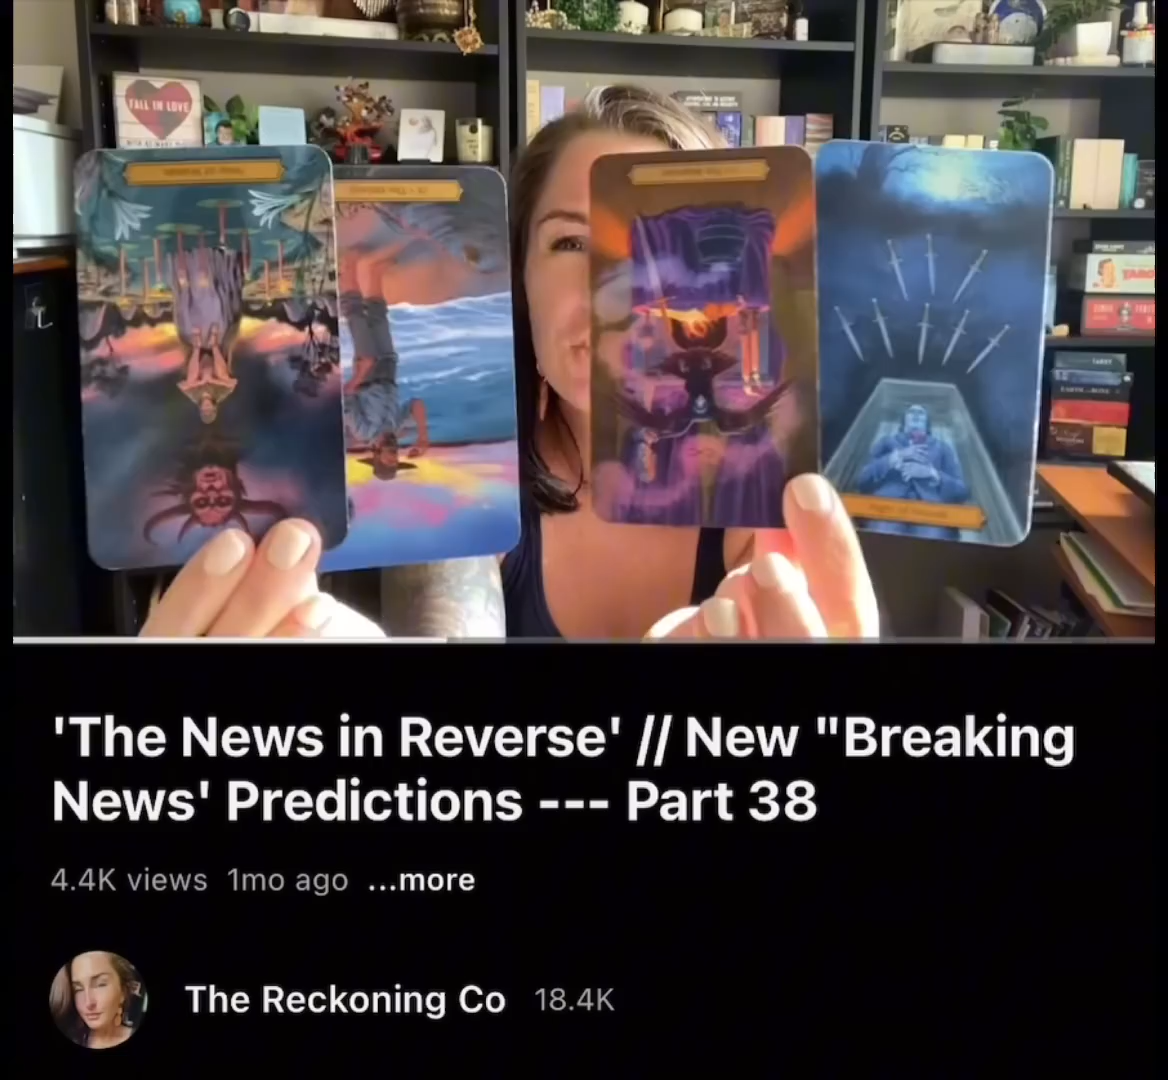 FALL IN LOVE
TAROT
'The News in Reverse' // New "Breaking
News' Predictions --- Part 38
4.4K views 1mo ago ...more
The Reckoning Co 18.4K